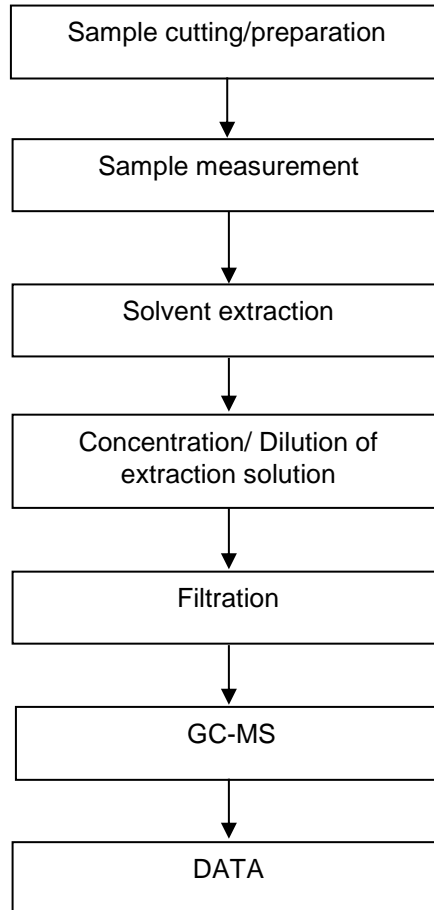 Sample cutting/preparation
Sample measurement
Solvent extraction
Concentration/ Dilution of
extraction solution
Filtration
GC-MS
DATA